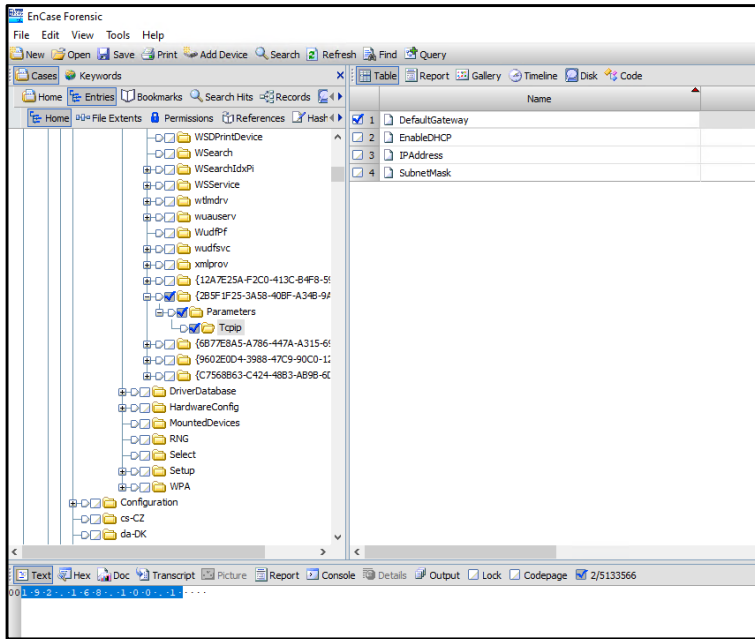 EnCase Forensic
File Edit View Tools Help
New Open Save Print Add Device Search Refresh Find Query
Cases Keywords
Table Report Gallery Timeline Disk Code
Home Entries Bookmarks Search Hits Records
Home File Extents Permissions References Hash
Name
1 DefaultGateway
2 EnableDHCP
3 IPAddress
4 SubnetMask
WSDPrintDevice
WSearch
WSearchIdxPi
WSService
wtlmdrv
wuauserv
WudfPf
wudfsvc
xmlprov
{12A7E25A-F2C0-413C-B4F8-5
{2B5F1F25-3A58-40BF-A34B-9A
Parameters
Tcpip
{6B77E8A5-A786-447A-A315-6
{9602E0D4-3988-47C9-90C0-12
{C7568B63-C424-48B3-AB9B-6
DriverDatabase
HardwareConfig
MountedDevices
RNG
Select
Setup
WPA
Configuration
cs-CZ
da-DK
Text Hex Doc Transcript Picture Report Console Details Output Lock Codepage 2/5133566
00 1·9·2·.·1·6·8·.·1·0·0·.·1·····